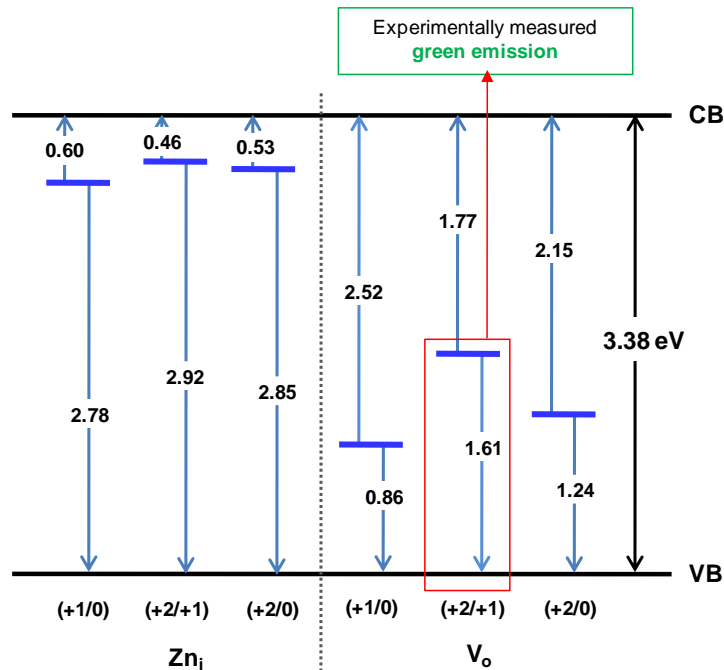 Experimentally measured
green emission
CB
0.60
0.46
0.53
1.77
2.15
2.52
3.38 eV
2.78
2.92
2.85
1.61
0.86
1.24
VB
(+1/0)
(+2/+1)
(+2/0)
(+1/0)
(+2/+1)
(+2/0)
Zni
Vo